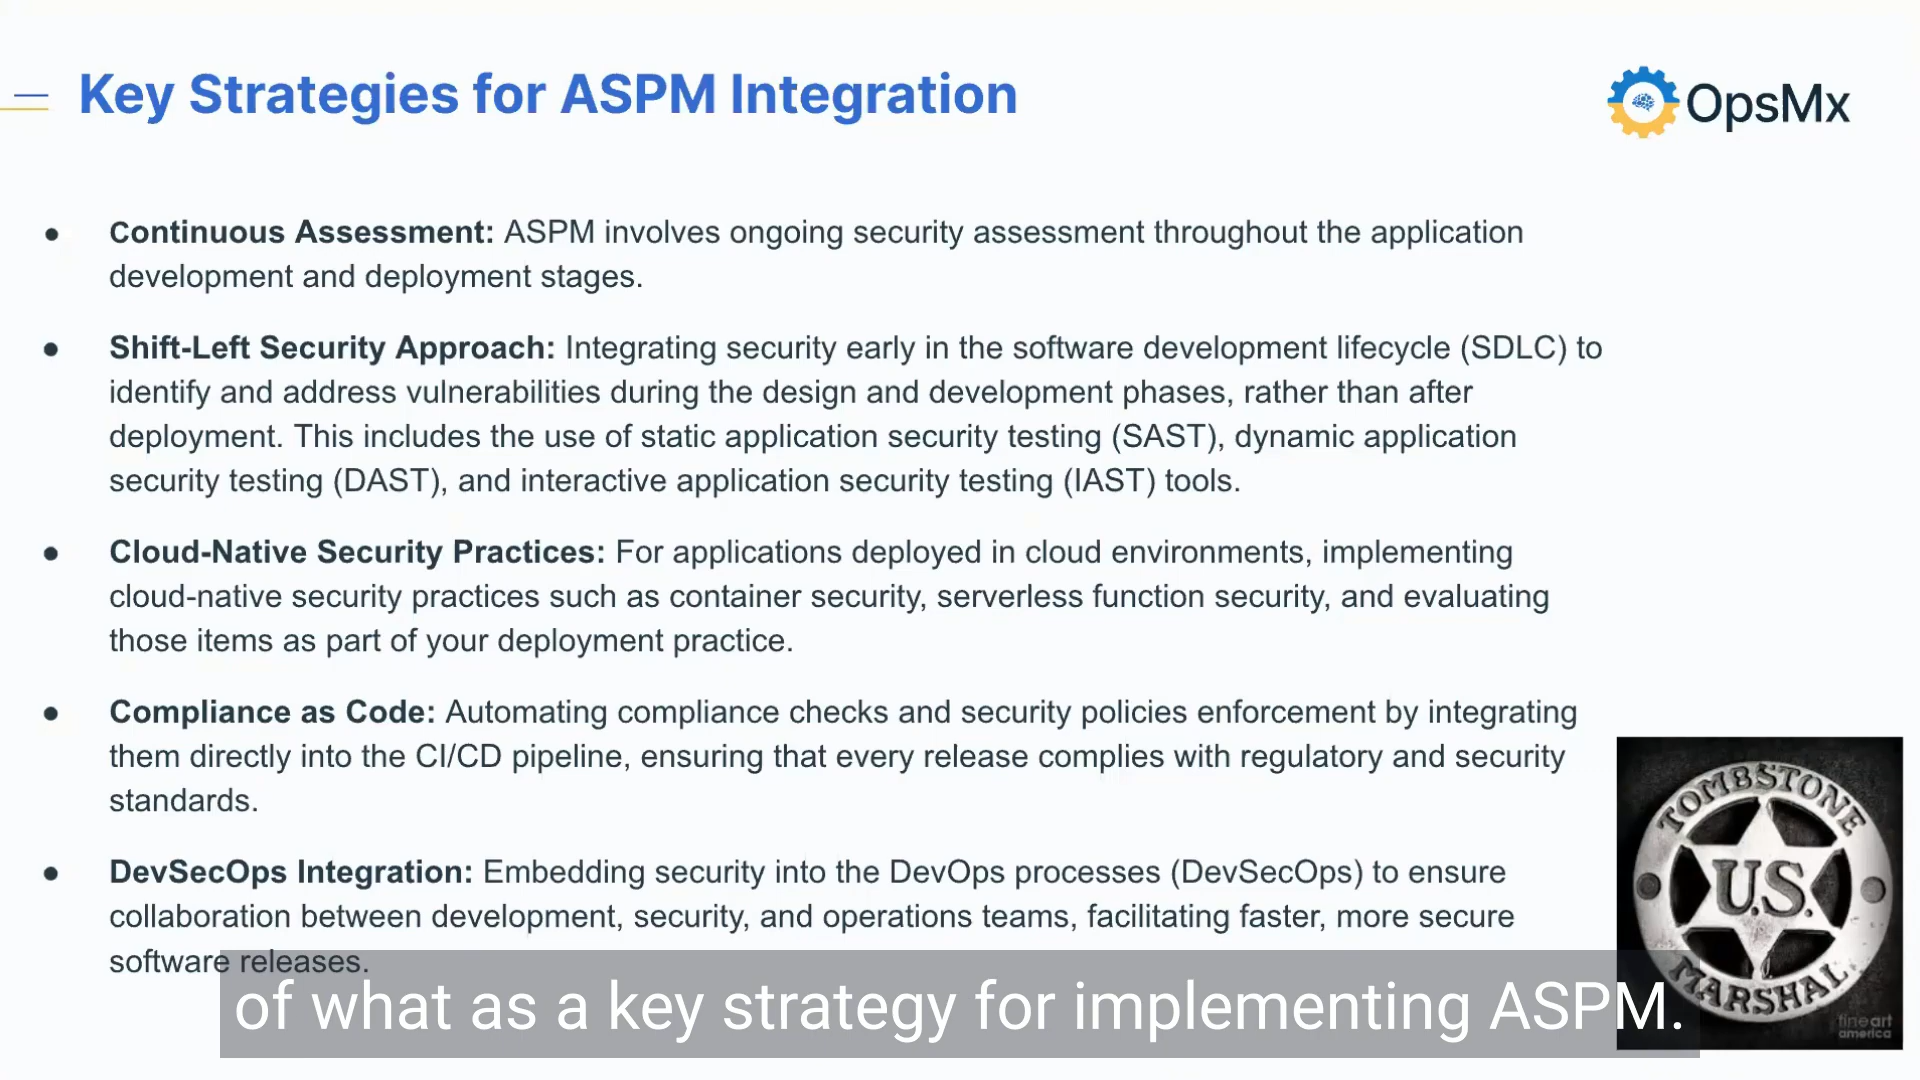 Key Strategies for ASPM Integration
OpsMx
● Continuous Assessment: ASPM involves ongoing security assessment throughout the application
development and deployment stages.
● Shift-Left Security Approach: Integrating security early in the software development lifecycle (SDLC) to
identify and address vulnerabilities during the design and development phases, rather than after
deployment. This includes the use of static application security testing (SAST), dynamic application
security testing (DAST), and interactive application security testing (IAST) tools.
● Cloud-Native Security Practices: For applications deployed in cloud environments, implementing
cloud-native security practices such as container security, serverless function security, and evaluating
those items as part of your deployment practice.
● Compliance as Code: Automating compliance checks and security policies enforcement by integrating
them directly into the CI/CD pipeline, ensuring that every release complies with regulatory and security
standards.
● DevSecOps Integration: Embedding security into the DevOps processes (DevSecOps) to ensure
collaboration between development, security, and operations teams, facilitating faster, more secure
software releases.
TOMBSTONE
U.S.
MARSHAL
fine art
america
of what as a key strategy for implementing ASPM.